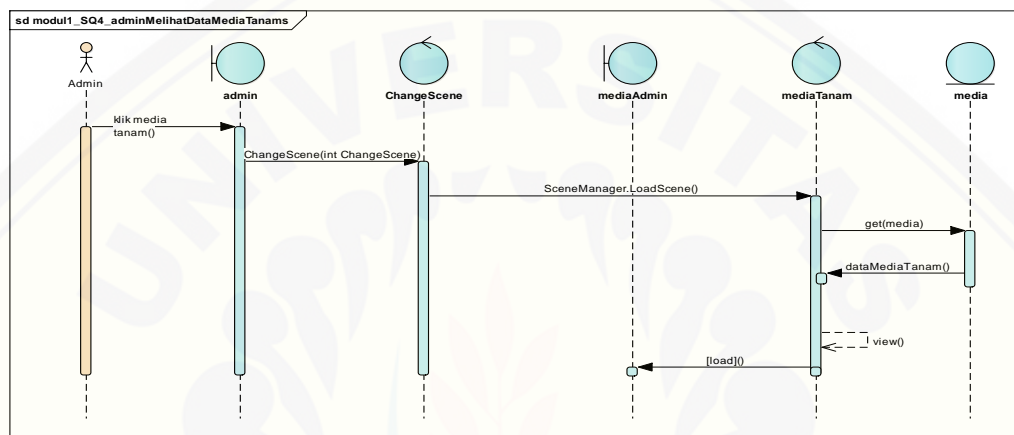 sd modul1_SQ4_adminMelihatDataMediaTanams
Admin
admin
ChangeScene
mediaAdmin
mediaTanam
media
klik media
tanam()
ChangeScene(int ChangeScene)
SceneManager.LoadScene()
get(media)
dataMediaTanam()
view()
[load]()
UNIVERSITAS